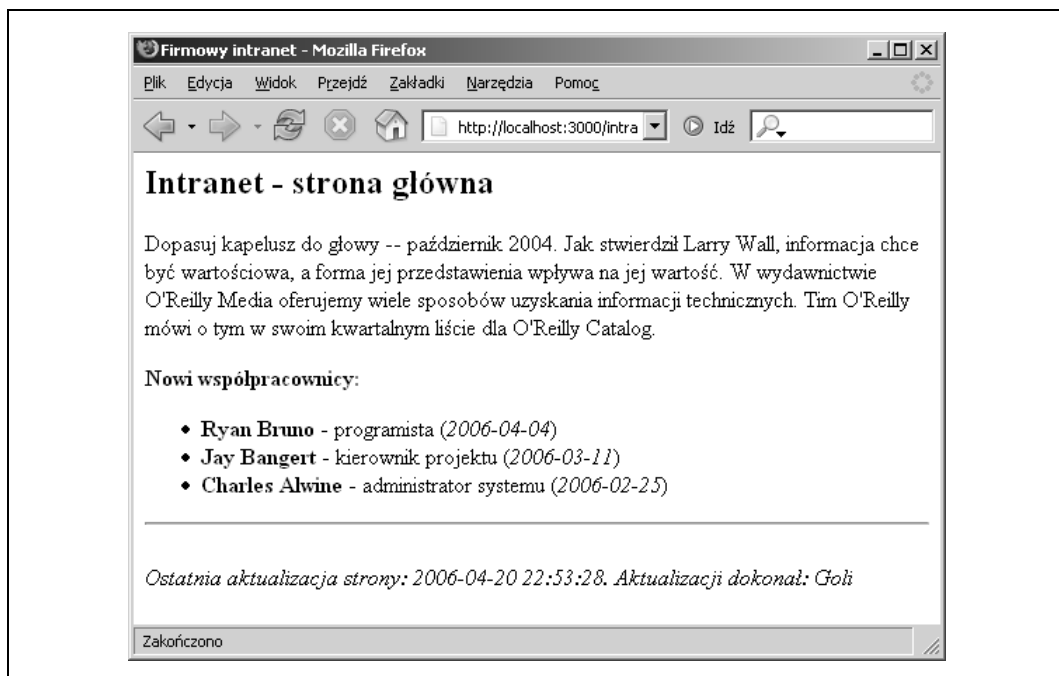 Firmowy intranet - Mozilla Firefox
Plik Edycja Widok Przejdź Zakładki Narzędzia Pomoc
http://localhost:3000/intra Idź
Intranet - strona główna
Dopasuj kapelusz do głowy -- październik 2004. Jak stwierdził Larry Wall, informacja chce
być wartościowa, a forma jej przedstawienia wpływa na jej wartość. W wydawnictwie
O'Reilly Media oferujemy wiele sposobów uzyskania informacji technicznych. Tim O'Reilly
mówi o tym w swoim kwartalnym liście dla O'Reilly Catalog.
Nowi współpracownicy:
• Ryan Bruno - programista (2006-04-04)
• Jay Bangert - kierownik projektu (2006-03-11)
• Charles Alwine - administrator systemu (2006-02-25)
Ostatnia aktualizacja strony: 2006-04-20 22:53:28. Aktualizacji dokonał: Goli
Zakończono